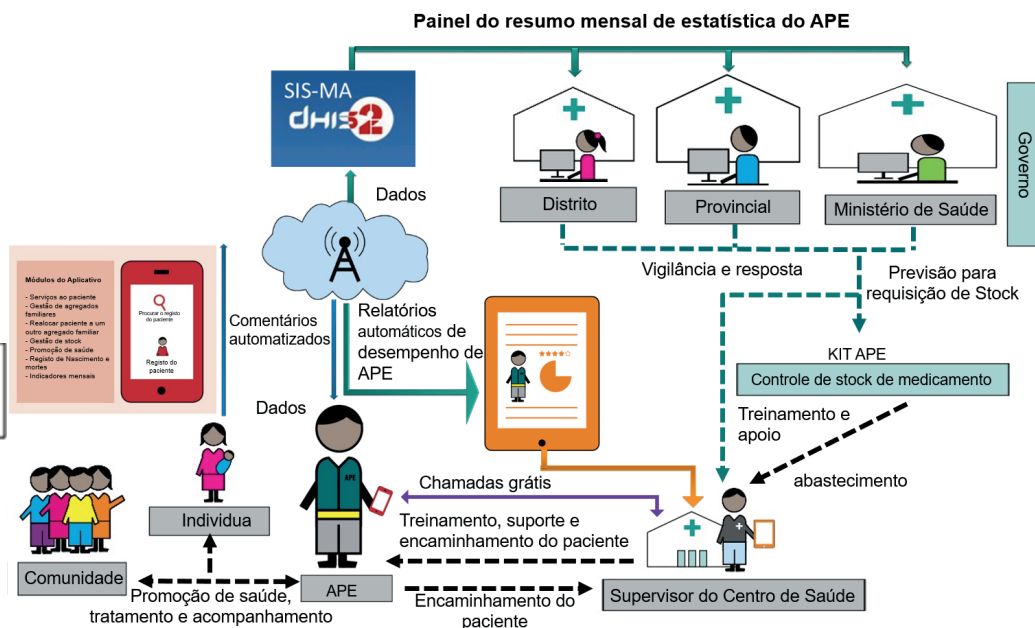 Painel do resumo mensal de estatística do APE
SIS-MA
dHIS2
Governo
Distrito
Provincial
Ministério de Saúde
Dados
Vigilância e resposta
Previsão para
requisição de Stock
Módulos do Aplicativo
- Serviços ao paciente
- Gestão de agregados
familiares
- Realocar paciente a um
outro agregado familiar
- Gestão de stock
- Promoção de saúde
- Registo de Nascimento e
mortes
- Indicadores mensais
Procurar o registo
do paciente
Registo do
paciente
Comentários
automatizados
Relatórios
automáticos de
desempenho de
APE
KIT APE
Controle de stock de medicamento
Dados
APE
Treinamento e
apoio
abastecimento
Chamadas grátis
Treinamento, suporte e
encaminhamento do paciente
Individua
Comunidade
Promoção de saúde,
tratamento e acompanhamento
APE
Encaminhamento do
paciente
Supervisor do Centro de Saúde